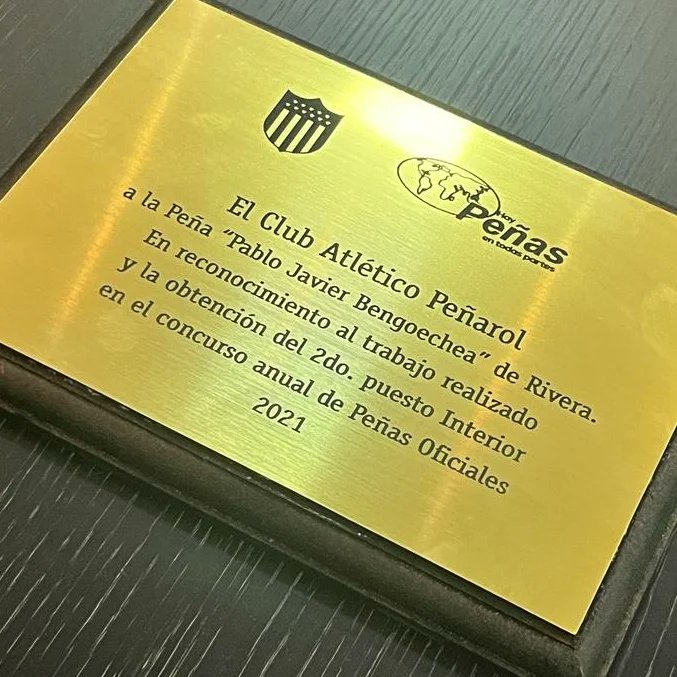 Hay
Peñas
en todas partes
El Club Atlético Peñarol
a la Peña “Pablo Javier Bengoechea” de Rivera.
En reconocimiento al trabajo realizado
y la obtención del 2do. puesto Interior
en el concurso anual de Peñas Oficiales
2021